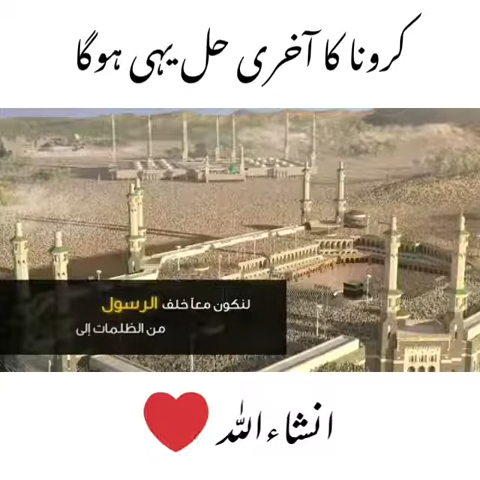 کرونا کا آخری حل یہی ہوگا
لنكون معاً خلف الرسول
من الظلمات إلى
انشاء اللہ